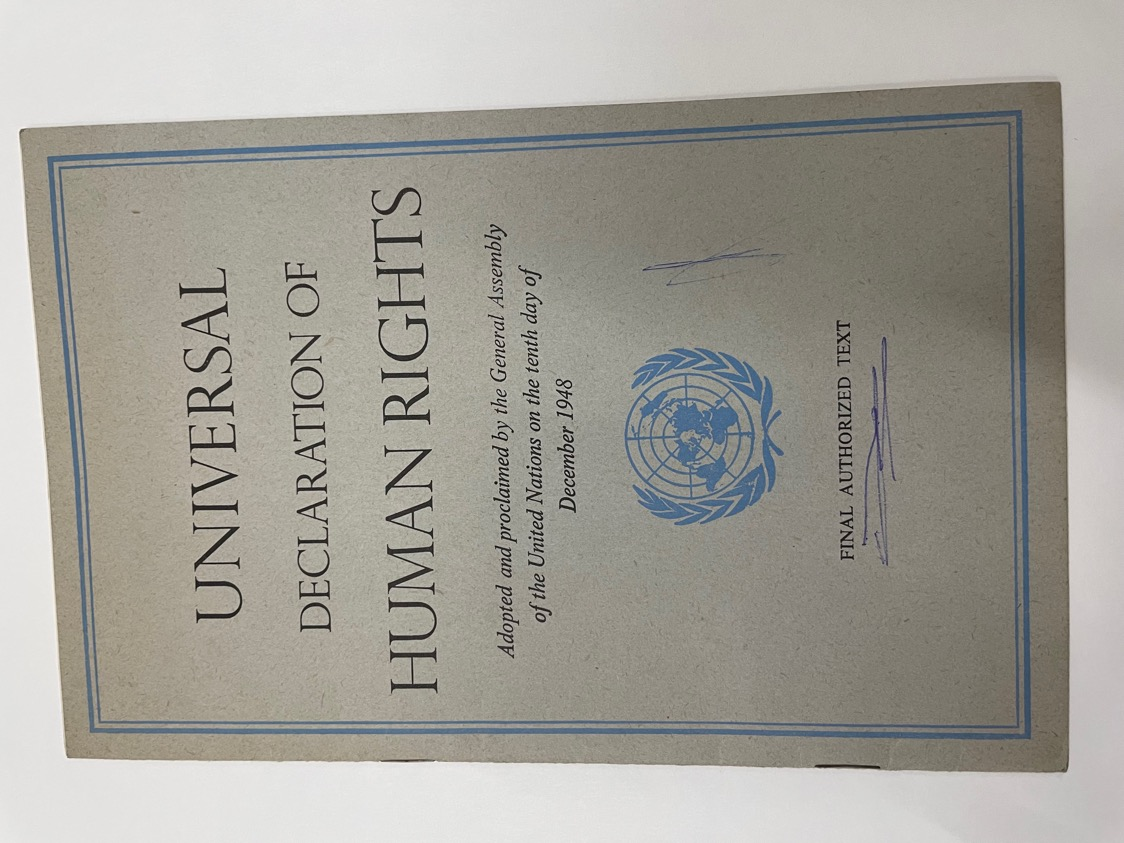 UNIVERSAL
DECLARATION OF
HUMAN RIGHTS
Adopted and proclaimed by the General Assembly
of the United Nations on the tenth day of
December 1948
FINAL AUTHORIZED TEXT